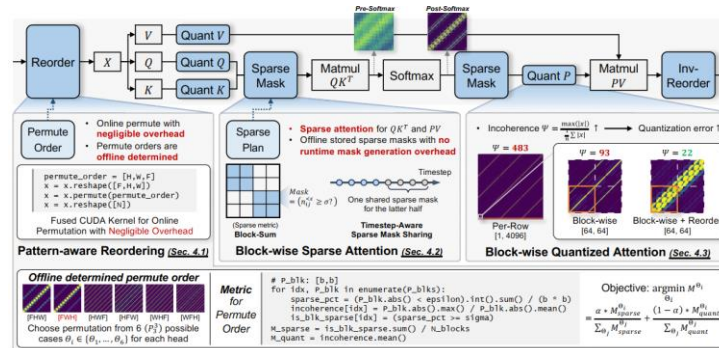 Pre-Softmax
Post-Softmax
Reorder
X
V
Q
K
Quant V
Quant Q
Quant K
Sparse Mask
Matmul QK^T
Softmax
Sparse Mask
Quant P
Matmul PV
Inv-Reorder
Permute Order
• Online permute with negligible overhead
• Permute orders are offline determined
permute_order = [H,W,F]
x = x.reshape([F,H,W])
x = x.permute(permute_order)
x = x.reshape([N])
Fused CUDA Kernel for Online
Permutation with Negligible Overhead
Pattern-aware Reordering (Sec. 4.1)
Sparse Plan
• Sparse attention for QK^T and PV
• Offline stored sparse masks with no
runtime mask generation overhead
Timestep
(Sparse metric)
Block-Sum
One shared sparse mask
for the latter half
Timestep-Aware
Sparse Mask Sharing
Block-wise Sparse Attention (Sec. 4.2)
• Incoherence Ψ =
↑
Quantization error ↑
Ψ = 483
Ψ = 93
Ψ = 22
Per-Row
[1, 4096]
Block-wise
[64, 64]
Block-wise + Reorder
[64, 64]
Block-wise Quantized Attention (Sec. 4.3)
Offline determined permute order
[FHW] [FWH] [HWF] [HFW] [WHF] [WFH]
Choose permutation from 6 (P_3^3) possible
cases Θ_i ∈ {Θ_1, ..., Θ_6} for each head
Metric
for
Permute
Order
# P_blk: [b,b]
for idx, P_blk in enumerate(P_blks):
sparse_pct = (P_blk.abs() < epsilon).int().sum() / (b * b)
incoherence[idx] = P_blk.abs().max() / P_blk.abs().mean()
is_blk_sparse[idx] = (sparse_pct >= sigma)
M_sparse = is_blk_sparse.sum() / N_blocks
M_quant = incoherence.mean()
Objective: argmin M^{Θ_i}
Θ_i